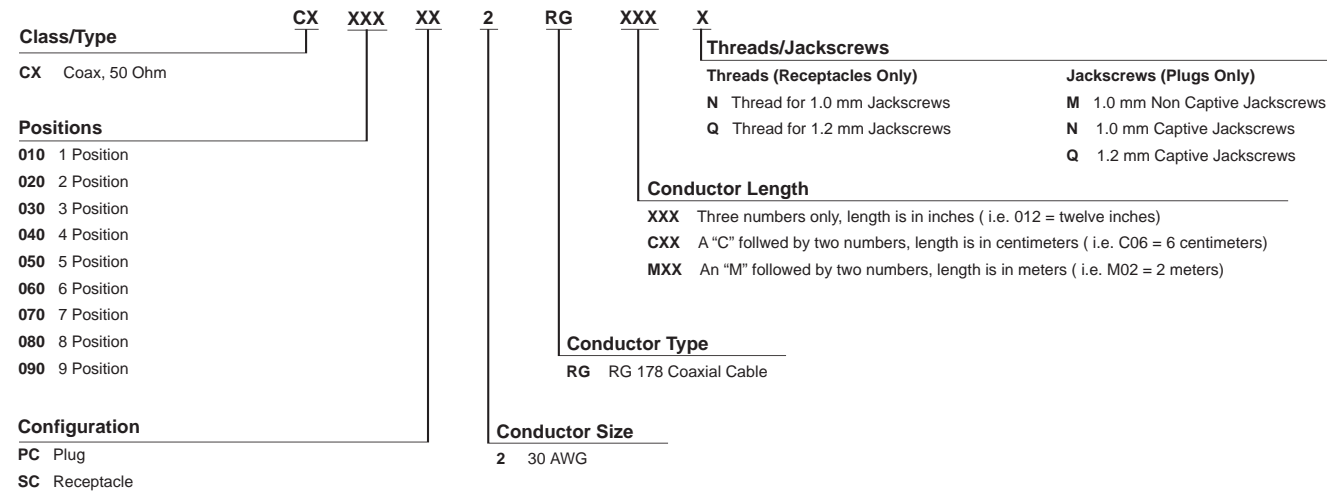 CX XXX XX 2 RG XXX X
Class/Type
CX Coax, 50 Ohm
Positions
010 1 Position
020 2 Position
030 3 Position
040 4 Position
050 5 Position
060 6 Position
070 7 Position
080 8 Position
090 9 Position
Configuration
PC Plug
SC Receptacle
Conductor Size
2 30 AWG
Conductor Type
RG RG 178 Coaxial Cable
Conductor Length
XXX Three numbers only, length is in inches ( i.e. 012 = twelve inches)
CXX A “C” follwed by two numbers, length is in centimeters ( i.e. C06 = 6 centimeters)
MXX An “M” followed by two numbers, length is in meters ( i.e. M02 = 2 meters)
Threads/Jackscrews
Threads (Receptacles Only)
N Thread for 1.0 mm Jackscrews
Q Thread for 1.2 mm Jackscrews
Jackscrews (Plugs Only)
M 1.0 mm Non Captive Jackscrews
N 1.0 mm Captive Jackscrews
Q 1.2 mm Captive Jackscrews